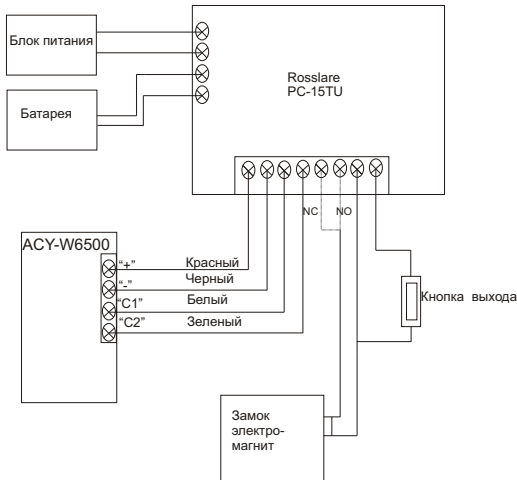 Блок питания
Батарея
Rosslare
PC-15TU
NC
NO
ACY-W6500
“+”
Красный
“-”
Черный
“C1”
Белый
“C2”
Зеленый
Кнопка выхода
Замок
электро-
магнит